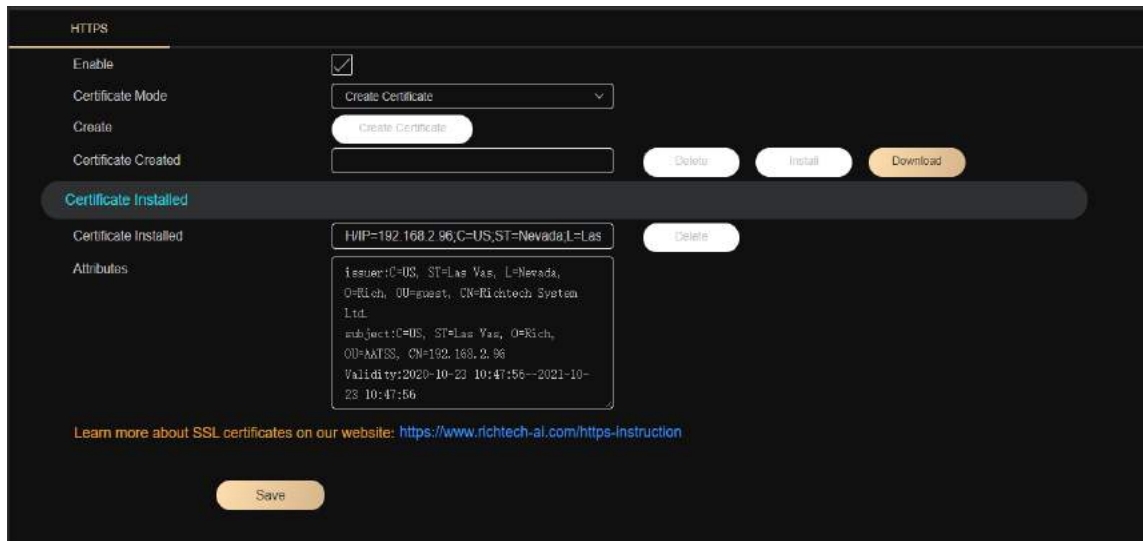 HTTPS
Enable
Certificate Mode Create Certificate
Create Create Certificate
Certificate Created Delete Install Download
Certificate Installed
Certificate Installed H/IP=192.168.2.96;C=US;ST=Nevada;L=Las Delete
Attributes
issuer:C=US, ST=Las Vas, L=Nevada,
O=Rich, OU=guest, CN=Richtech System
Ltd.
subject:C=US, ST=Las Vas, O=Rich,
OU=AATSS, CN=192.168.2.96
Validity:2020-10-23 10:47:56--2021-10-
23 10:47:56
Learn more about SSL certificates on our website: https://www.richtech-ai.com/https-instruction
Save